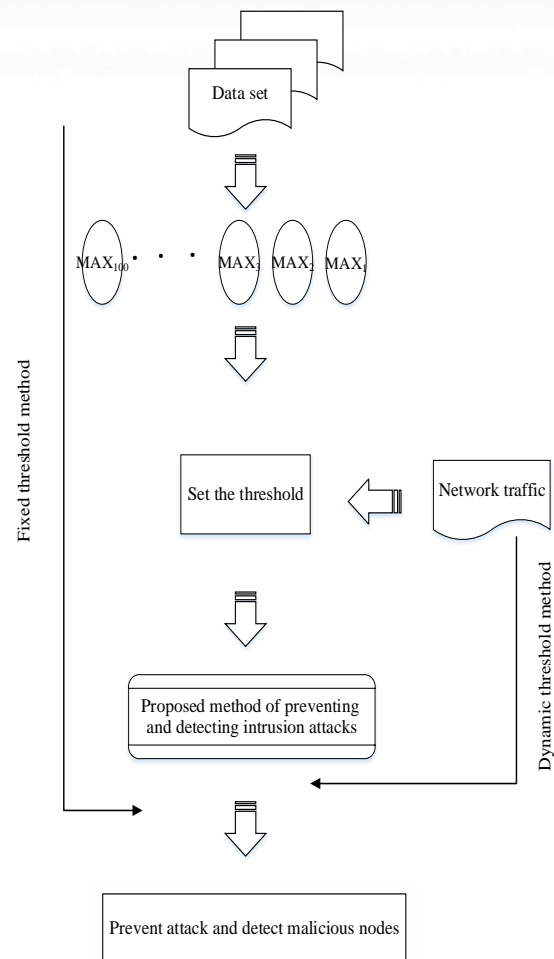 Data set
MAX₁₀₀ . . . MAX₃ MAX₂ MAX₁
Fixed threshold method
Set the threshold
Network traffic
Dynamic threshold method
Proposed method of preventing
and detecting intrusion attacks
Prevent attack and detect malicious nodes